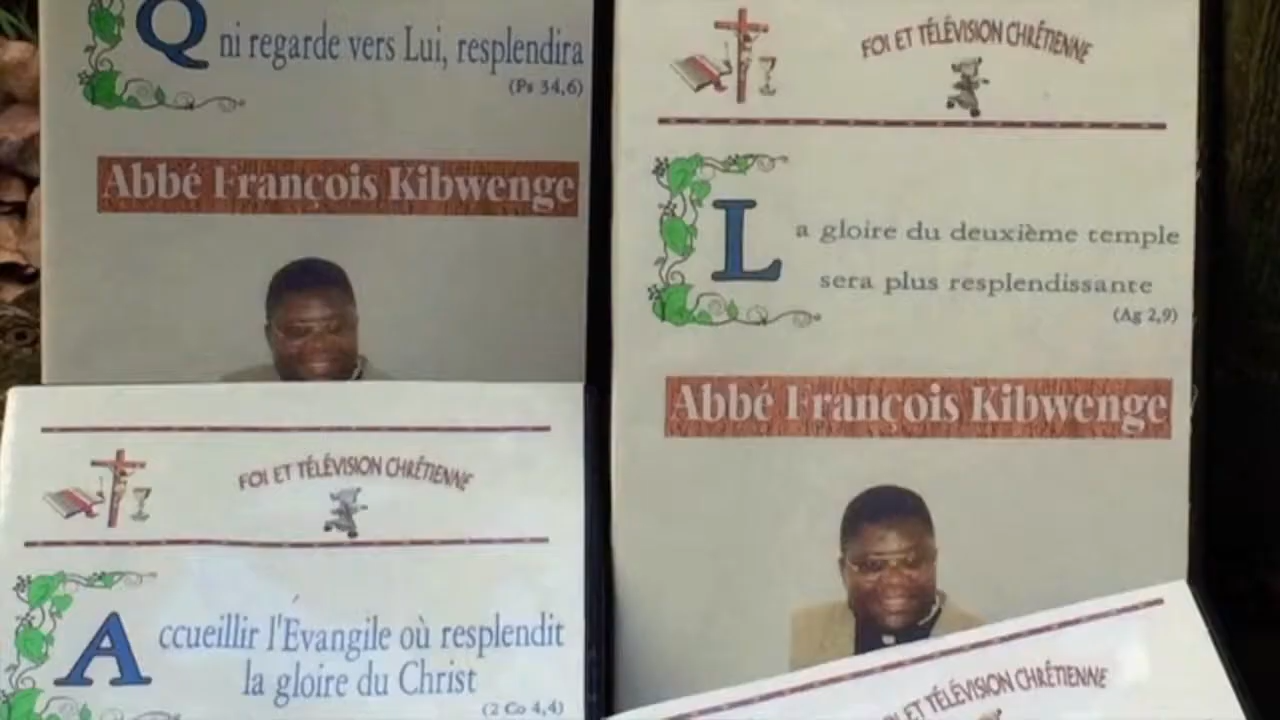 Qui regarde vers Lui, resplendira
(Ps 34,6)
Abbé François Kibwenge
FOI ET TÉLÉVISION CHRÉTIENNE
Accueillir l'Évangile où resplendit
la gloire du Christ
(2 Co 4,4)
FOI ET TÉLÉVISION CHRÉTIENNE
La gloire du deuxième temple
sera plus resplendissante
(Ag 2,9)
Abbé François Kibwenge
ET TÉLÉVISION CHRÉTIENNE